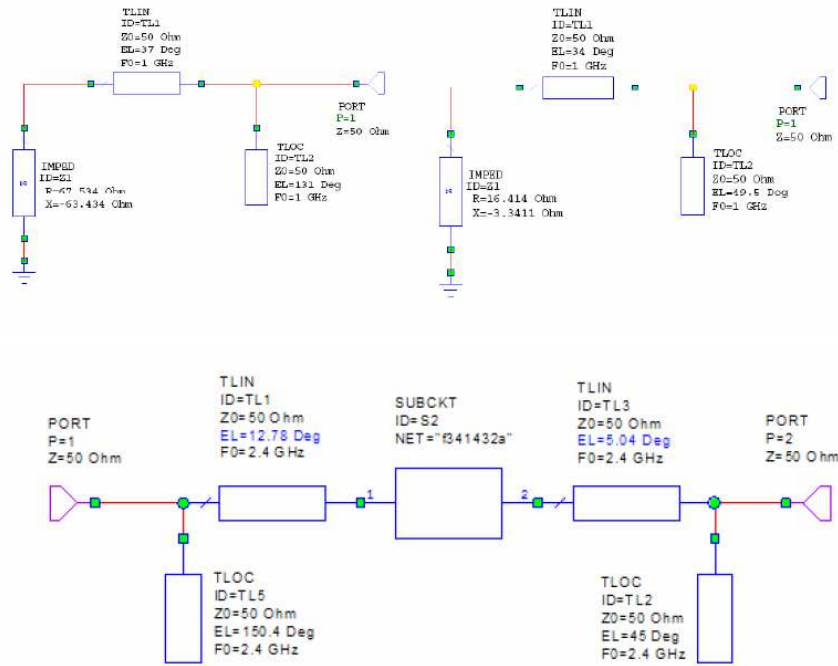 TLIN
ID=TL1
Z0=50 Ohm
EL=37 Deg
F0=1 GHz
PORT
P=1
Z=50 Ohm
IMPED
ID=Z1
R=67.534 Ohm
X=-63.434 Ohm
TLOC
ID=TL2
Z0=50 Ohm
EL=131 Deg
F0=1 GHz
TLIN
ID=TL1
Z0=50 Ohm
EL=34 Deg
F0=1 GHz
PORT
P=1
Z=50 Ohm
IMPED
ID=Z1
R=16.414 Ohm
X=-3.3411 Ohm
TLOC
ID=TL2
Z0=50 Ohm
EL=49.5 Deg
F0=1 GHz
PORT
P=1
Z=50 Ohm
TLIN
ID=TL1
Z0=50 Ohm
EL=12.78 Deg
F0=2.4 GHz
SUBCKT
ID=S2
NET="f341432a"
1
2
TLIN
ID=TL3
Z0=50 Ohm
EL=5.04 Deg
F0=2.4 GHz
PORT
P=2
Z=50 Ohm
TLOC
ID=TL5
Z0=50 Ohm
EL=150.4 Deg
F0=2.4 GHz
TLOC
ID=TL2
Z0=50 Ohm
EL=45 Deg
F0=2.4 GHz